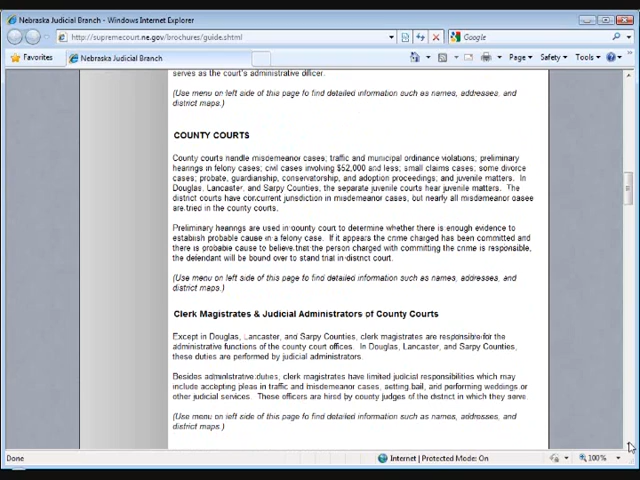 Nebraska Judicial Branch - Windows Internet Explorer
http://supremecourt.ne.gov/brochures/guide.shtml
Google
Favorites
Nebraska Judicial Branch
Page
Safety
Tools
serves as the court's administrative officer.
(Use menu on left side of this page to find detailed information such as names, addresses, and
district maps.)
COUNTY COURTS
County courts handle misdemeanor cases; traffic and municipal ordinance violations; preliminary
hearings in felony cases; civil cases involving $52,000 and less; small claims cases, some divorce
cases; probate, guardianship, conservatorship, and adoption proceedings; and juvenile matters. In
Douglas, Lancaster, and Sarpy Counties, the separate juvenile courts hear juvenile matters. The
district courts have concurrent jurisdiction in misdemeanor cases, but nearly all misdemeanor cases
are tried in the county courts.
Preliminary hearings are used in county court to determine whether there is enough evidence to
establish probable cause in a felony case. If it appears the crime charged has been committed and
there is probable cause to believe that the person charged with committing the crime is responsible,
the defendant will be bound over to stand trial in district court.
(Use menu on left side of this page to find detailed information such as names, addresses, and
district maps.)
Clerk Magistrates & Judicial Administrators of County Courts
Except in Douglas, Lancaster, and Sarpy Counties, clerk magistrates are responsible for the
administrative functions of the county court offices. In Douglas, Lancaster, and Sarpy Counties,
these duties are performed by judicial administrators.
Besides administrative duties, clerk magistrates have limited judicial responsibilities which may
include accepting pleas in traffic and misdemeanor cases, setting bail, and performing weddings or
other judicial services. These officers are hired by county judges of the district in which they serve.
(Use menu on left side of this page to find detailed information such as names, addresses, and
district maps.)
Done
Internet | Protected Mode: On
100%